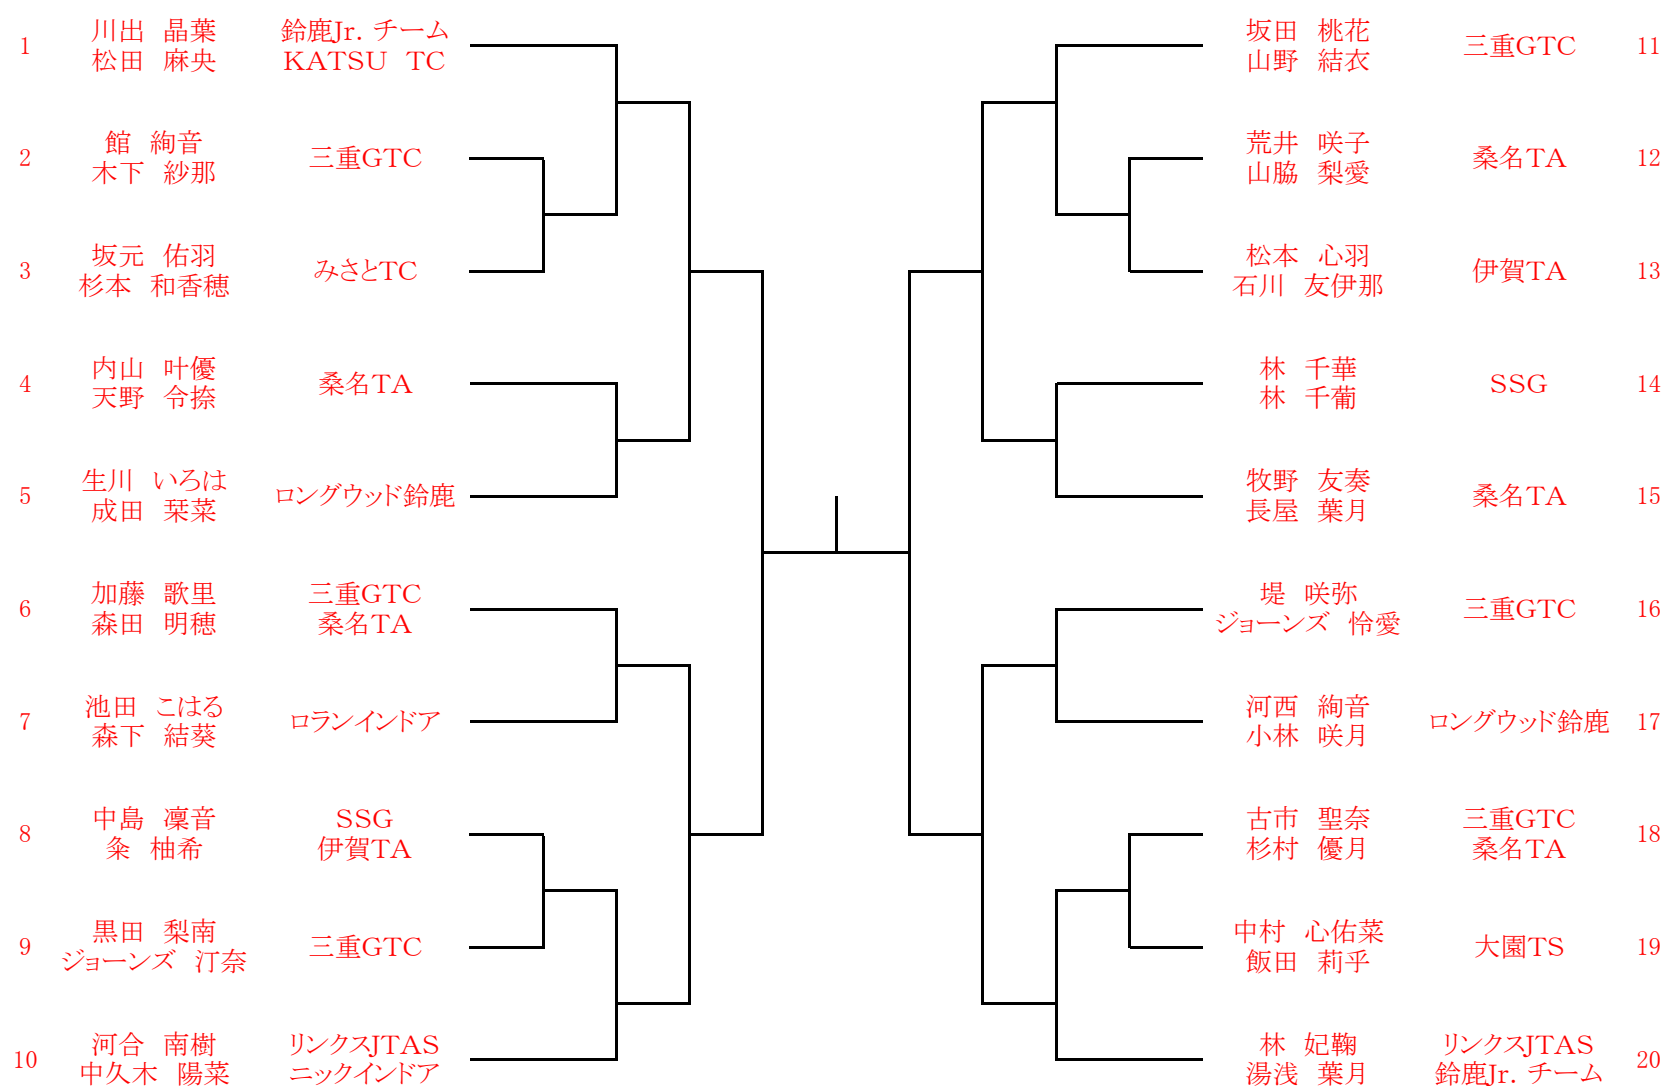 1 川出 晶葉 鈴鹿Jr. チーム
松田 麻央 KATSU TC
2 館 絢音 三重GTC
木下 紗那
3 坂元 佑羽 みさとTC
杉本 和香穂
4 内山 叶優 桑名TA
天野 令捺
5 生川 いろは ロングウッド鈴鹿
成田 栞菜
6 加藤 歌里 三重GTC
森田 明穂 桑名TA
7 池田 こはる ロランインドア
森下 結葵
8 中島 凜音 SSG
粂 柚希 伊賀TA
9 黒田 梨南 三重GTC
ジョーンズ 汀奈
10 河合 南樹 リンクスJTAS
中久木 陽菜 ニックインドア
坂田 桃花 三重GTC 11
山野 結衣
荒井 咲子 桑名TA 12
山脇 梨愛
松本 心羽 伊賀TA 13
石川 友伊那
林 千華 SSG 14
林 千葡
牧野 友奏 桑名TA 15
長屋 葉月
堤 咲弥 三重GTC 16
ジョーンズ 怜愛
河西 絢音 ロングウッド鈴鹿 17
小林 咲月
古市 聖奈 三重GTC 18
杉村 優月 桑名TA
中村 心佑菜 大園TS 19
飯田 莉乎
林 妃鞠 リンクスJTAS 20
湯浅 葉月 鈴鹿Jr. チーム